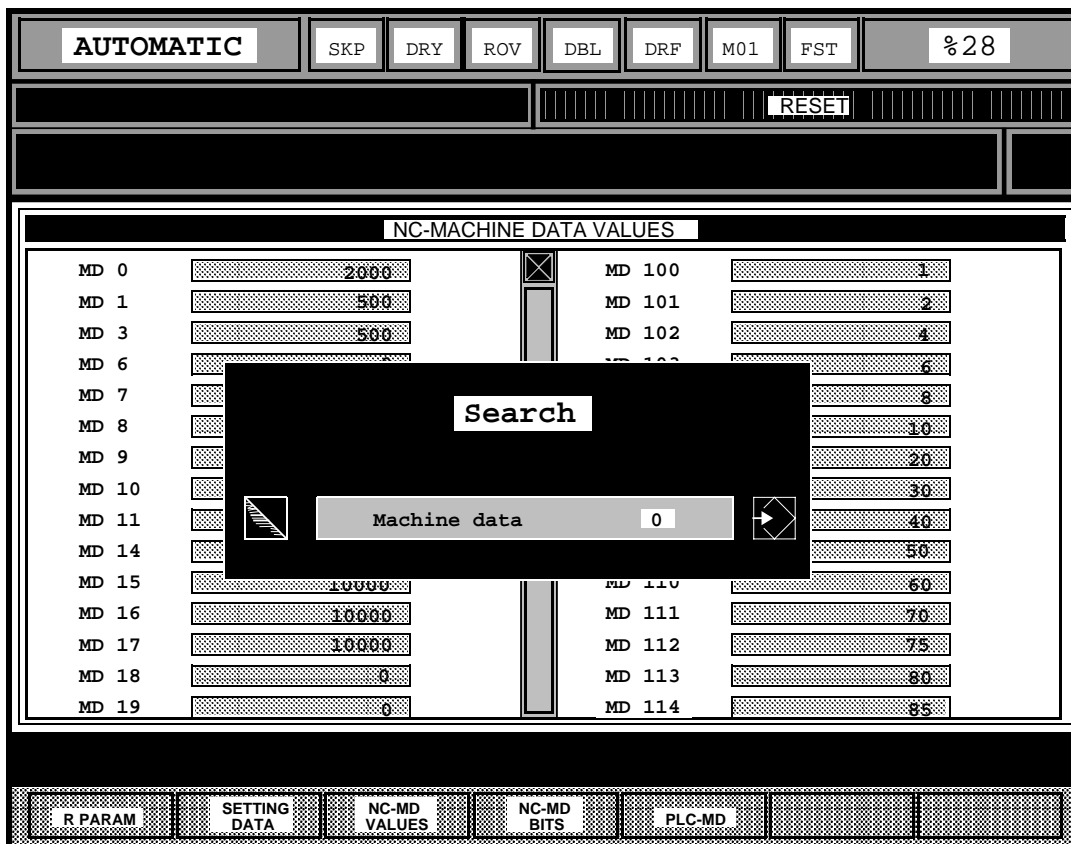 AUTOMATIC SKP DRY ROV DBL DRF M01 FST %28
RESET
NC-MACHINE DATA VALUES
MD 0 2000 MD 100 1
MD 1 500 MD 101 2
MD 3 500 MD 102 4
MD 6 6
MD 7 8
MD 8 10
MD 9 20
MD 10 30
MD 11 40
MD 14 50
MD 15 10000 MD 110 60
MD 16 10000 MD 111 70
MD 17 10000 MD 112 75
MD 18 0 MD 113 80
MD 19 0 MD 114 85
Search
Machine data 0
R PARAM SETTING DATA NC-MD VALUES NC-MD BITS PLC-MD